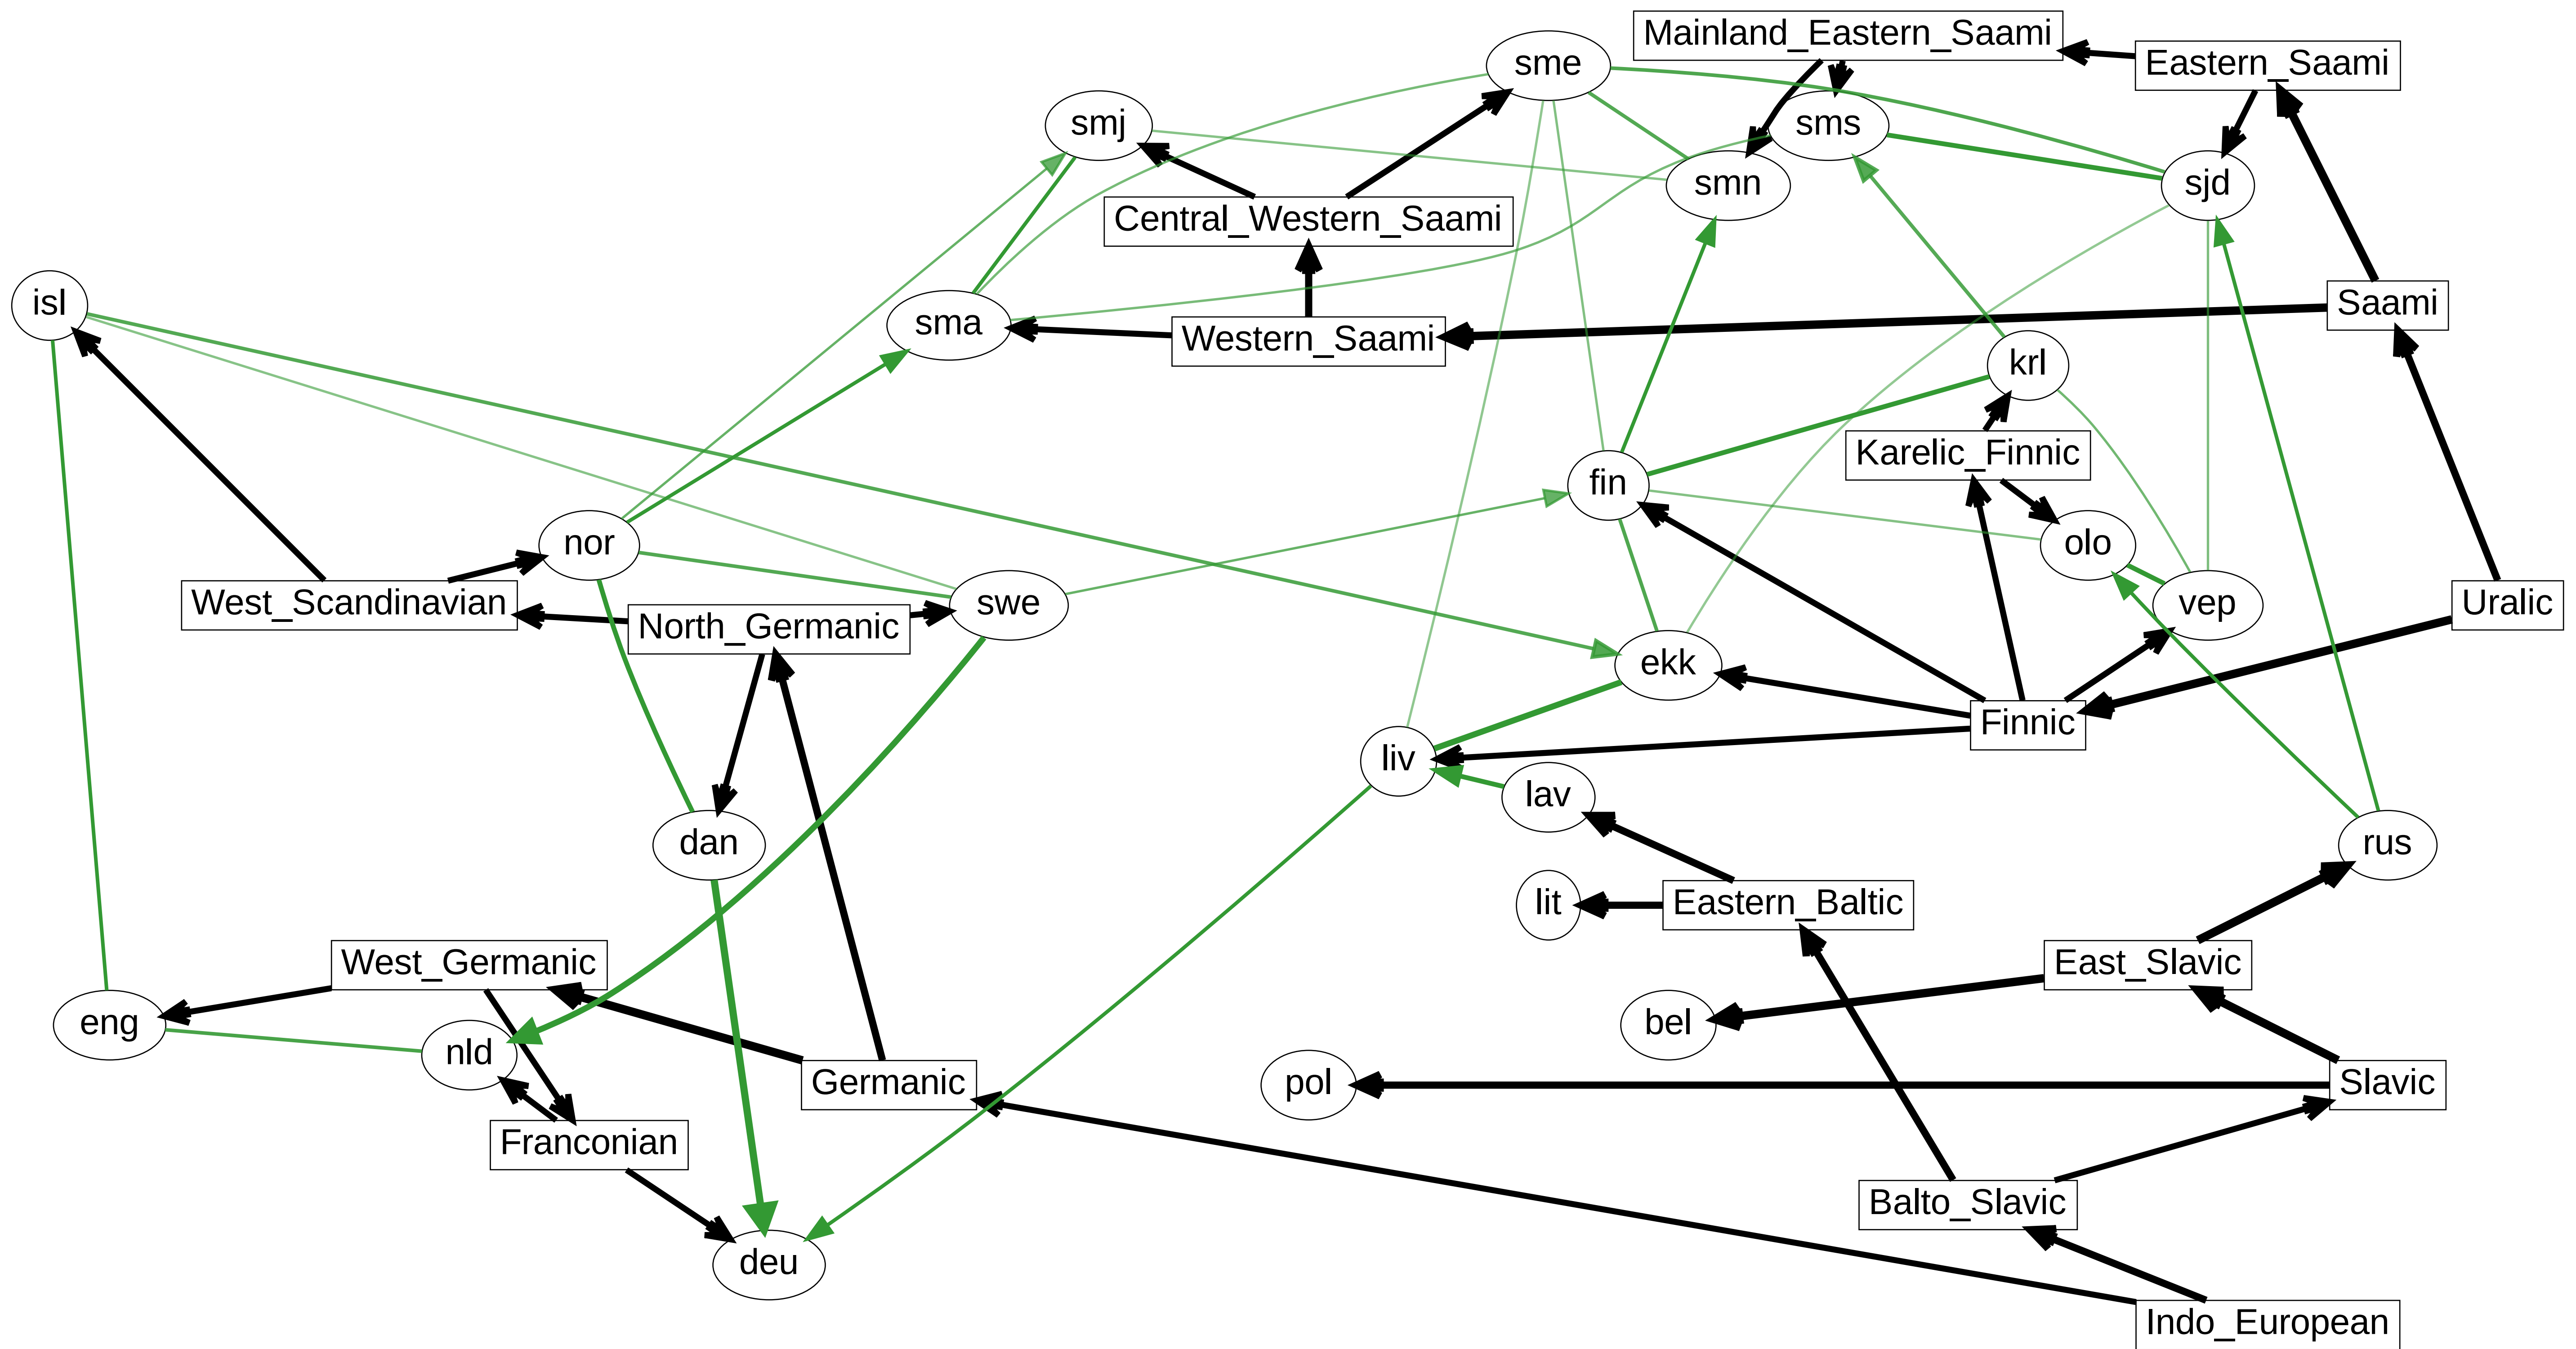 Mainland_Eastern_Saami
sme
Eastern_Saami
smj
sms
smn
sjd
Central_Western_Saami
isl
sma
Western_Saami
Saami
krl
Karelic_Finnic
fin
nor
olo
West_Scandinavian
North_Germanic
swe
vep
Uralic
ekk
Finnic
liv
lav
dan
rus
lit
Eastern_Baltic
West_Germanic
East_Slavic
eng
bel
nld
Germanic
pol
Slavic
Franconian
Balto_Slavic
deu
Indo_European